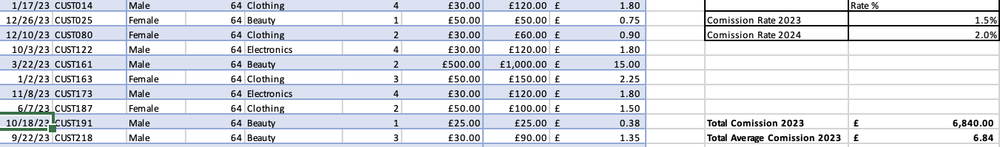 1/17/23 CUST014 Male 64 Clothing 4 £30.00 £120.00 £ 1.80 Rate %
12/26/23 CUST025 Female 64 Beauty 1 £50.00 £50.00 £ 0.75 Comission Rate 2023 1.5%
12/10/23 CUST080 Female 64 Clothing 2 £30.00 £60.00 £ 0.90 Comission Rate 2024 2.0%
10/3/23 CUST122 Male 64 Electronics 4 £30.00 £120.00 £ 1.80
3/22/23 CUST161 Male 64 Beauty 2 £500.00 £1,000.00 £ 15.00
1/2/23 CUST163 Female 64 Clothing 3 £50.00 £150.00 £ 2.25
11/8/23 CUST173 Male 64 Electronics 4 £30.00 £120.00 £ 1.80
6/7/23 CUST187 Female 64 Clothing 2 £50.00 £100.00 £ 1.50
10/18/23 CUST191 Male 64 Beauty 1 £25.00 £25.00 £ 0.38 Total Comission 2023 £ 6,840.00
9/22/23 CUST218 Male 64 Beauty 3 £30.00 £90.00 £ 1.35 Total Average Comission 2023 £ 6.84